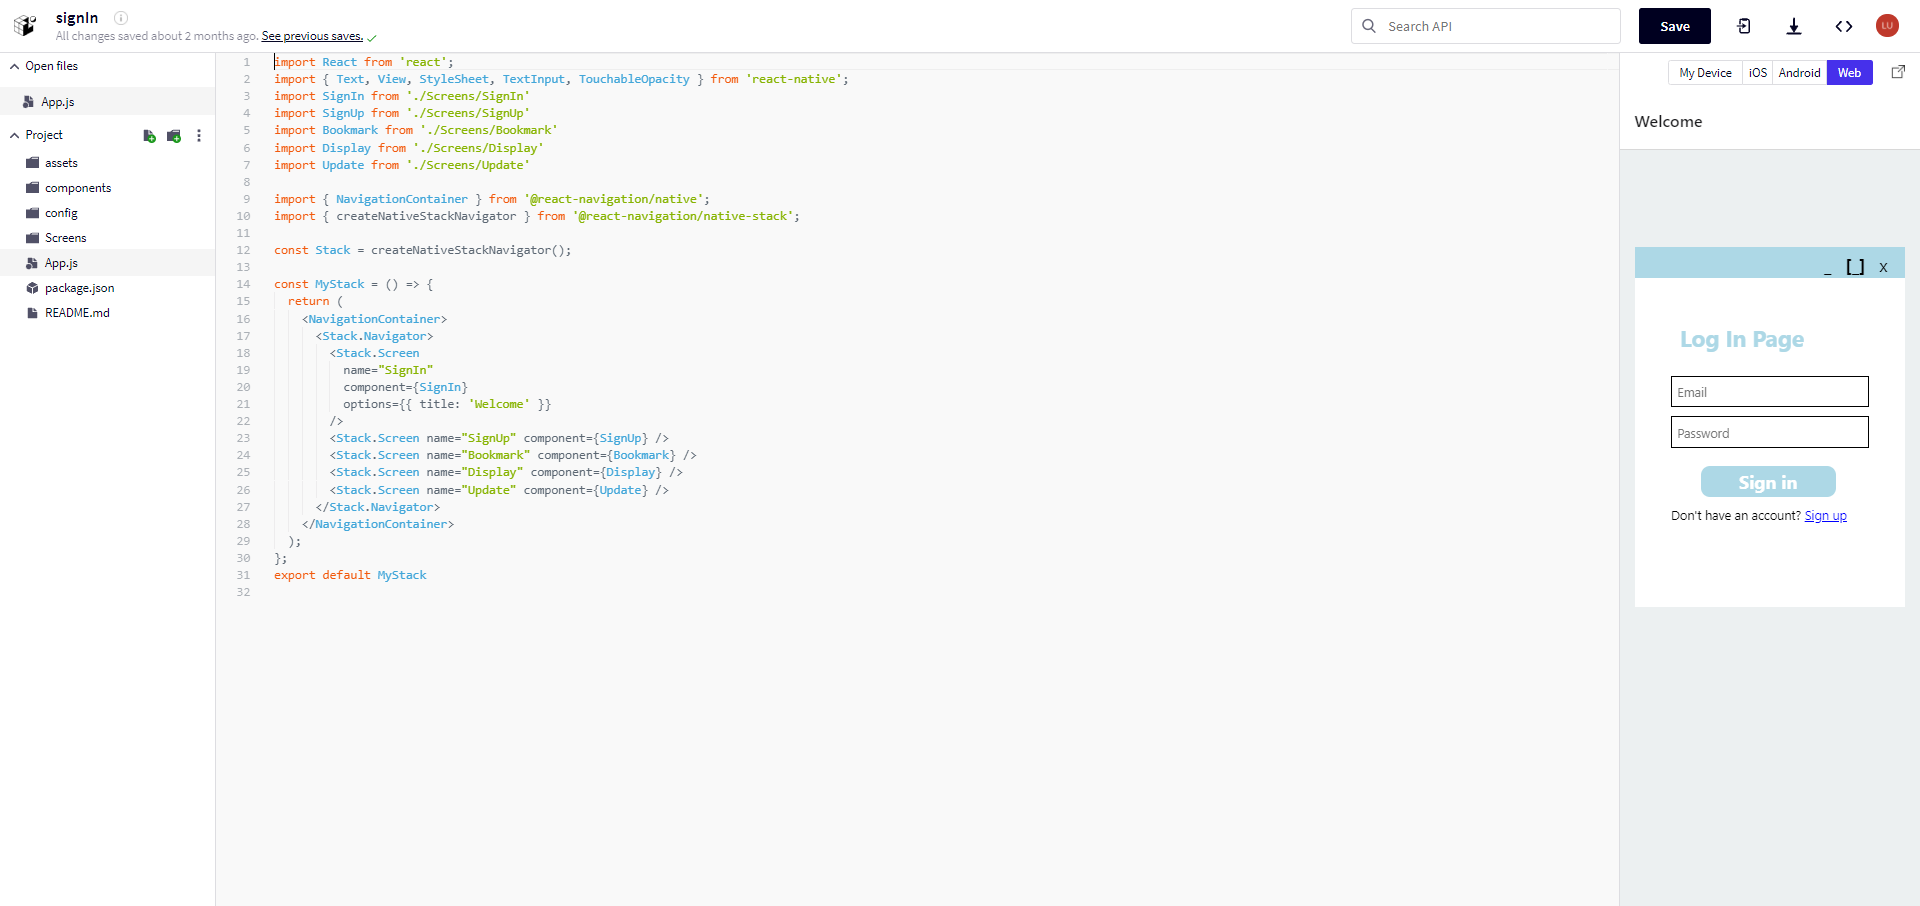 signIn
All changes saved about 2 months ago. See previous saves.
Search API
Save
LU
Open files
App.js
Project
assets
components
config
Screens
App.js
package.json
README.md
1 import React from 'react';
2 import { Text, View, StyleSheet, TextInput, TouchableOpacity } from 'react-native';
3 import SignIn from './Screens/SignIn'
4 import SignUp from './Screens/SignUp'
5 import Bookmark from './Screens/Bookmark'
6 import Display from './Screens/Display'
7 import Update from './Screens/Update'
8
9 import { NavigationContainer } from '@react-navigation/native';
10 import { createNativeStackNavigator } from '@react-navigation/native-stack';
11
12 const Stack = createNativeStackNavigator();
13
14 const MyStack = () => {
15   return (
16     <NavigationContainer>
17       <Stack.Navigator>
18         <Stack.Screen
19           name="SignIn"
20           component={SignIn}
21           options={{ title: 'Welcome' }}
22         />
23         <Stack.Screen name="SignUp" component={SignUp} />
24         <Stack.Screen name="Bookmark" component={Bookmark} />
25         <Stack.Screen name="Display" component={Display} />
26         <Stack.Screen name="Update" component={Update} />
27       </Stack.Navigator>
28     </NavigationContainer>
29   );
30 };
31 export default MyStack
32
My Device iOS Android Web
Welcome
_ [_] X
Log In Page
Email
Password
Sign in
Don't have an account? Sign up